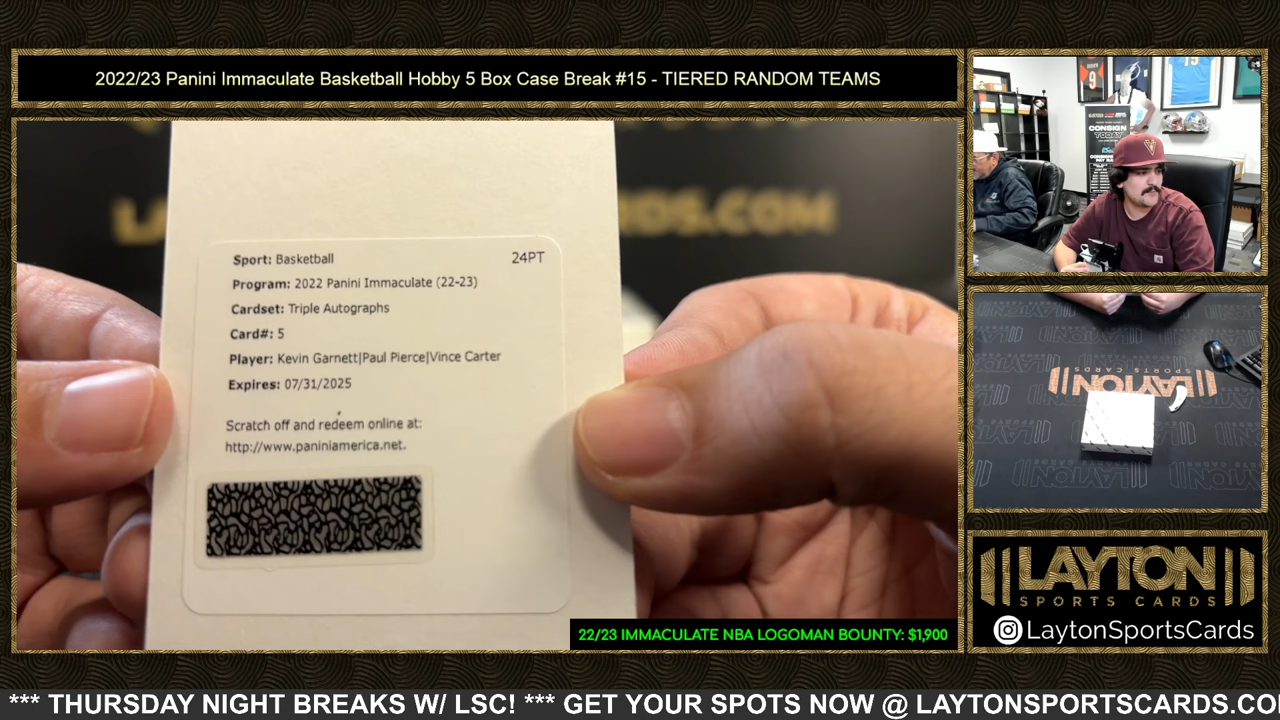 2022/23 Panini Immaculate Basketball Hobby 5 Box Case Break #15 - TIERED RANDOM TEAMS
Sport: Basketball 24PT
Program: 2022 Panini Immaculate (22-23)
Cardset: Triple Autographs
Card#: 5
Player: Kevin Garnett|Paul Pierce|Vince Carter
Expires: 07/31/2025
Scratch off and redeem online at:
http://www.paniniamerica.net.
22/23 IMMACULATE NBA LOGOMAN BOUNTY: $1,900
CONSIGN
TODAY
LAYTON
LAYTON
SPORTS CARDS
LaytonSportsCards
*** THURSDAY NIGHT BREAKS W/ LSC! *** GET YOUR SPOTS NOW @ LAYTONSPORTSCARDS.CO